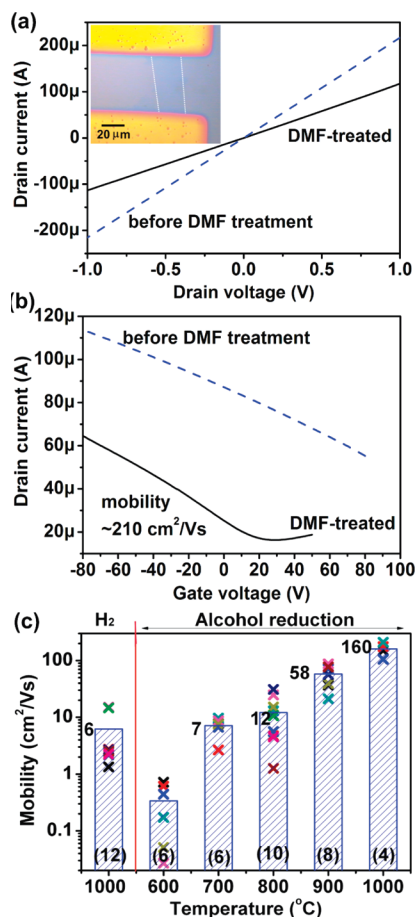 (a)
Drain current (A)
200µ
100µ
0
-100µ
-200µ
20 µm
DMF-treated
before DMF treatment
-1.0 -0.5 0.0 0.5 1.0
Drain voltage (V)
(b)
Drain current (A)
120µ
100µ
80µ
60µ
40µ
20µ
before DMF treatment
mobility
~210 cm²/Vs
DMF-treated
-80 -60 -40 -20 0 20 40 60 80 100
Gate voltage (V)
(c)
H₂ Alcohol reduction
Mobility (cm²/Vs)
100
10
1
0.1
6 7 12 58 160
(12) (6) (6) (10) (8) (4)
1000 600 700 800 900 1000
Temperature (°C)